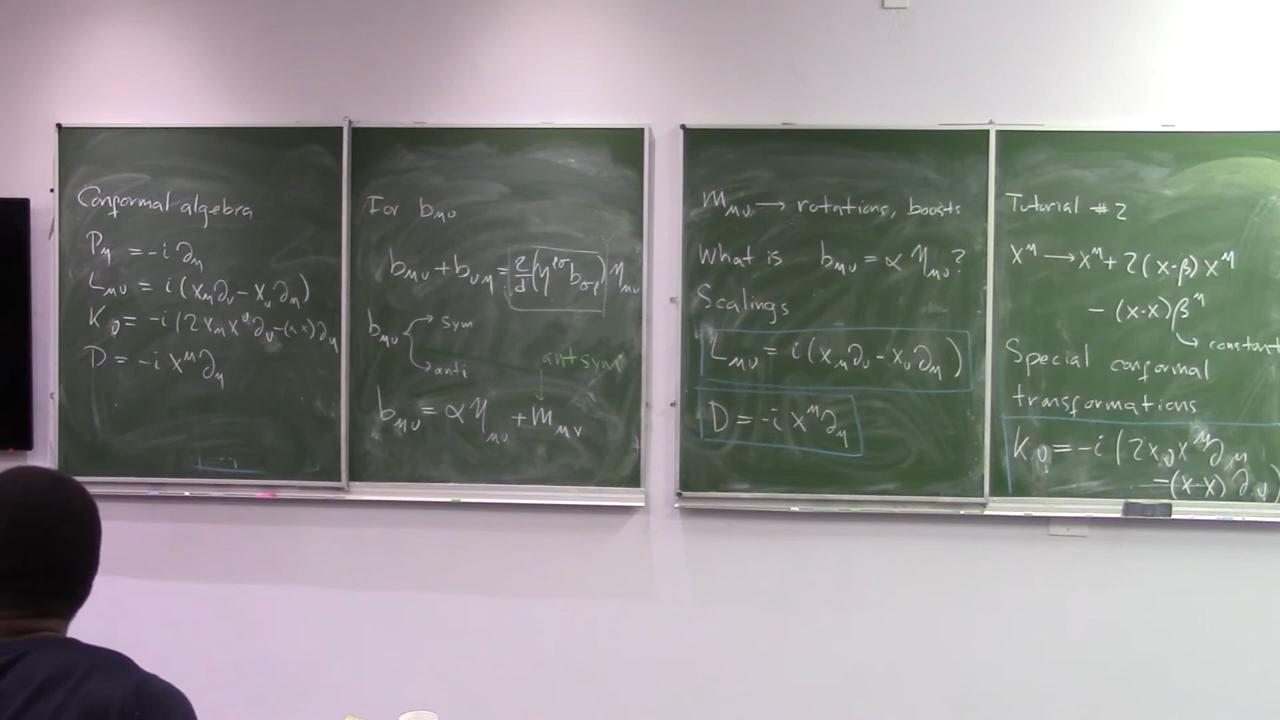 Conformal algebra
P_μ = -i ∂_μ
L_μν = i (x_μ ∂_ν - x_ν ∂_μ)
K_ν = -i (2 x_μ x^ν ∂_ν - (x·x) ∂_μ
D = -i x^μ ∂_μ
For b_μν
b_μν + b_νμ = 2/d (η^ρσ b_σρ) η_μν
b_μν → sym
→ anti
antsym
b_μν = α η_μν + m_μν
m_μν → rotations, boosts
What is b_μν = α η_μν ?
Scalings
L_μν = i (x_μ ∂_ν - x_ν ∂_μ)
D = -i x^μ ∂_μ
Tutorial #2
x^μ → x^μ + 2 (x·β) x^μ
- (x·x) β^μ
→ constant
Special conformal
transformations
K_ν = -i (2 x_ν x^μ ∂_μ
- (x·x) ∂_ν)